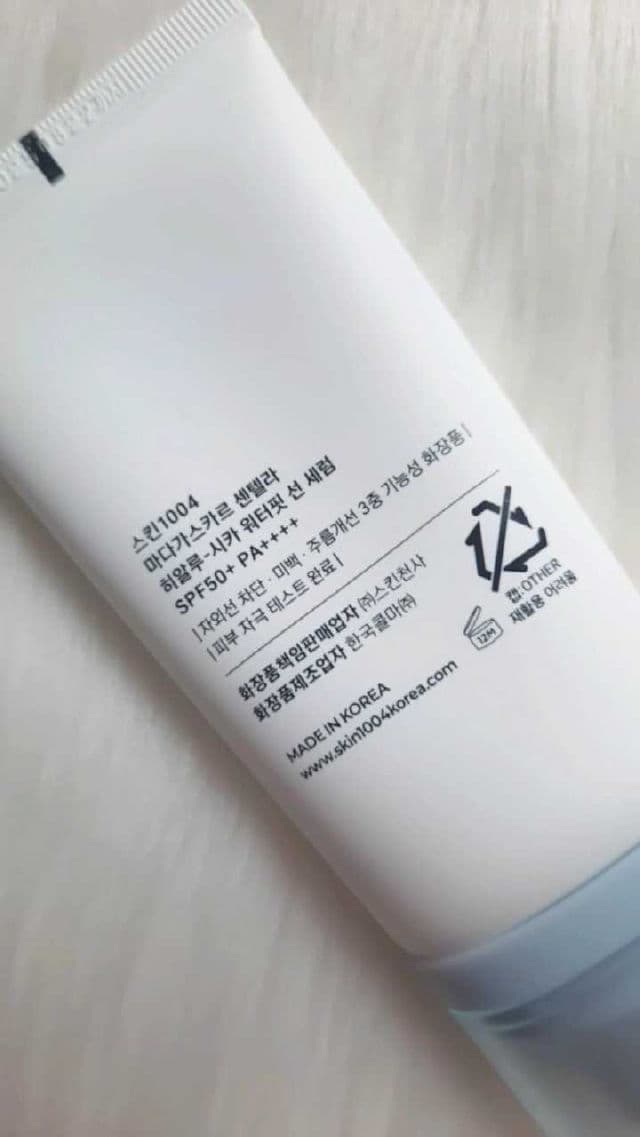 스킨1004
마다가스카르 센텔라
히알루-시카 워터핏 선 세럼
SPF50+ PA++++
|자외선 차단 · 미백 · 주름개선 3중 기능성 화장품|
|피부 자극 테스트 완료|
화장품책임판매업자 ㈜스킨천사
화장품제조업자 한국콜마㈜
MADE IN KOREA
www.skin1004korea.com
12M
캡:OTHER
재활용 어려움